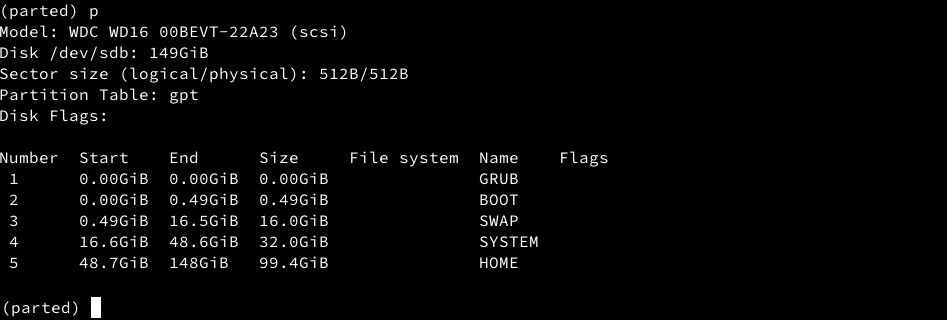 (parted) p
Model: WDC WD16 00BEVT-22A23 (scsi)
Disk /dev/sdb: 149GiB
Sector size (logical/physical): 512B/512B
Partition Table: gpt
Disk Flags:

Number  Start    End      Size     File system  Name    Flags
 1      0.00GiB  0.00GiB  0.00GiB               GRUB
 2      0.00GiB  0.49GiB  0.49GiB               BOOT
 3      0.49GiB  16.5GiB  16.0GiB               SWAP
 4      16.6GiB  48.6GiB  32.0GiB               SYSTEM
 5      48.7GiB  148GiB   99.4GiB               HOME

(parted)